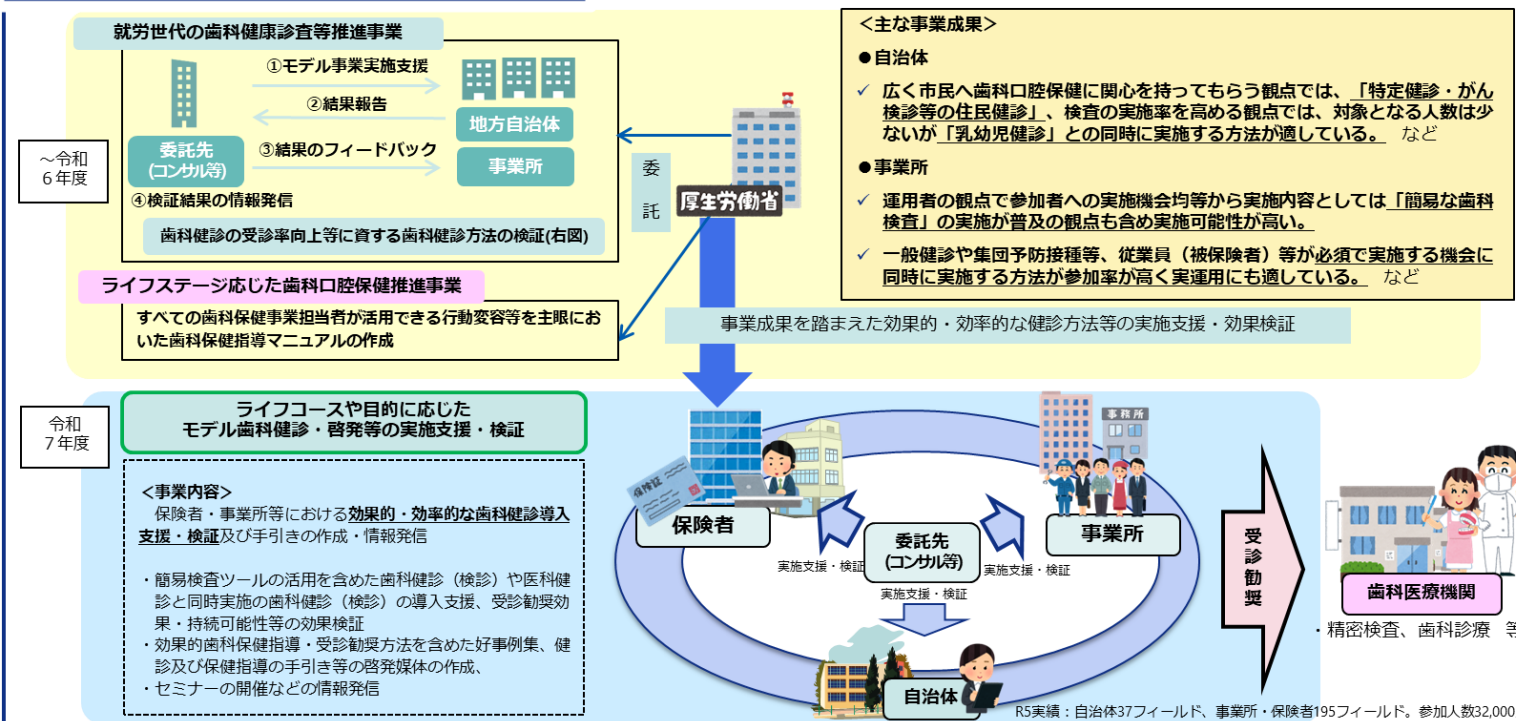 就労世代の歯科健康診査等推進事業
①モデル事業実施支援
②結果報告
地方自治体
委託先
(コンサル等)
③結果のフィードバック
事業所
④検証結果の情報発信
歯科健診の受診率向上等に資する歯科健診方法の検証(右図)
～令和
６年度
ライフステージ応じた歯科口腔保健推進事業
すべての歯科保健事業担当者が活用できる行動変容等を主眼にお
いた歯科保健指導マニュアルの作成
委
託
厚生労働省
＜主な事業成果＞
●自治体
✓ 広く市民へ歯科口腔保健に関心を持ってもらう観点では、「特定健診・がん
検診等の住民健診」、検査の実施率を高める観点では、対象となる人数は少
ないが「乳幼児健診」との同時に実施する方法が適している。 など
●事業所
✓ 運用者の観点で参加者への実施機会均等から実施内容としては「簡易な歯科
検査」の実施が普及の観点も含め実施可能性が高い。
✓ 一般健診や集団予防接種等、従業員（被保険者）等が必須で実施する機会に
同時に実施する方法が参加率が高く実運用にも適している。 など
事業成果を踏まえた効果的・効率的な健診方法等の実施支援・効果検証
令和
７年度
ライフコースや目的に応じた
モデル歯科健診・啓発等の実施支援・検証
＜事業内容＞
保険者・事業所等における効果的・効率的な歯科健診導入
支援・検証及び手引きの作成・情報発信
・簡易検査ツールの活用を含めた歯科健診（検診）や医科健
診と同時実施の歯科健診（検診）の導入支援、受診勧奨効
果・持続可能性等の効果検証
・効果的歯科保健指導・受診勧奨方法を含めた好事例集、健
診及び保健指導の手引き等の啓発媒体の作成、
・セミナーの開催などの情報発信
保険証
保険者
事務所
事業所
委託先
(コンサル等)
実施支援・検証
実施支援・検証
実施支援・検証
自治体
受診勧奨
歯科医療機関
・精密検査、歯科診療 等
R5実績：自治体37フィールド、事業所・保険者195フィールド。参加人数32,000